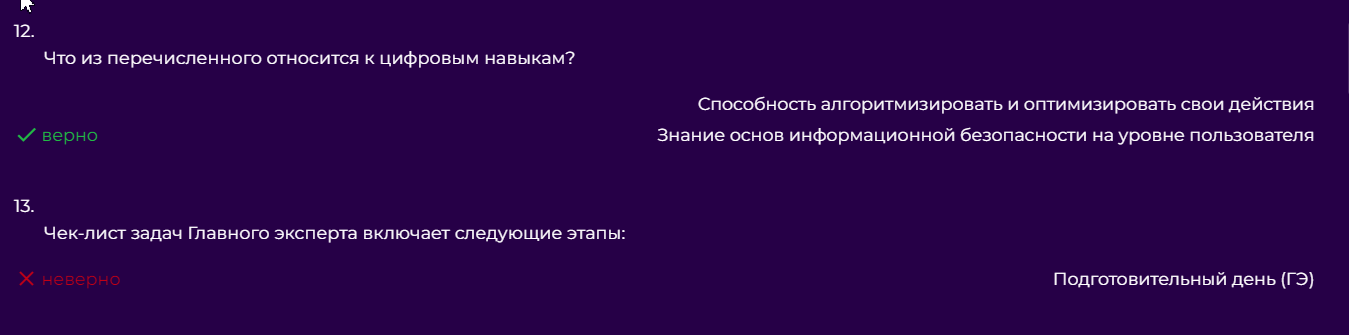 12.
Что из перечисленного относится к цифровым навыкам?
Способность алгоритмизировать и оптимизировать свои действия
верно Знание основ информационной безопасности на уровне пользователя
13.
Чек-лист задач Главного эксперта включает следующие этапы:
неверно Подготовительный день (ГЭ)